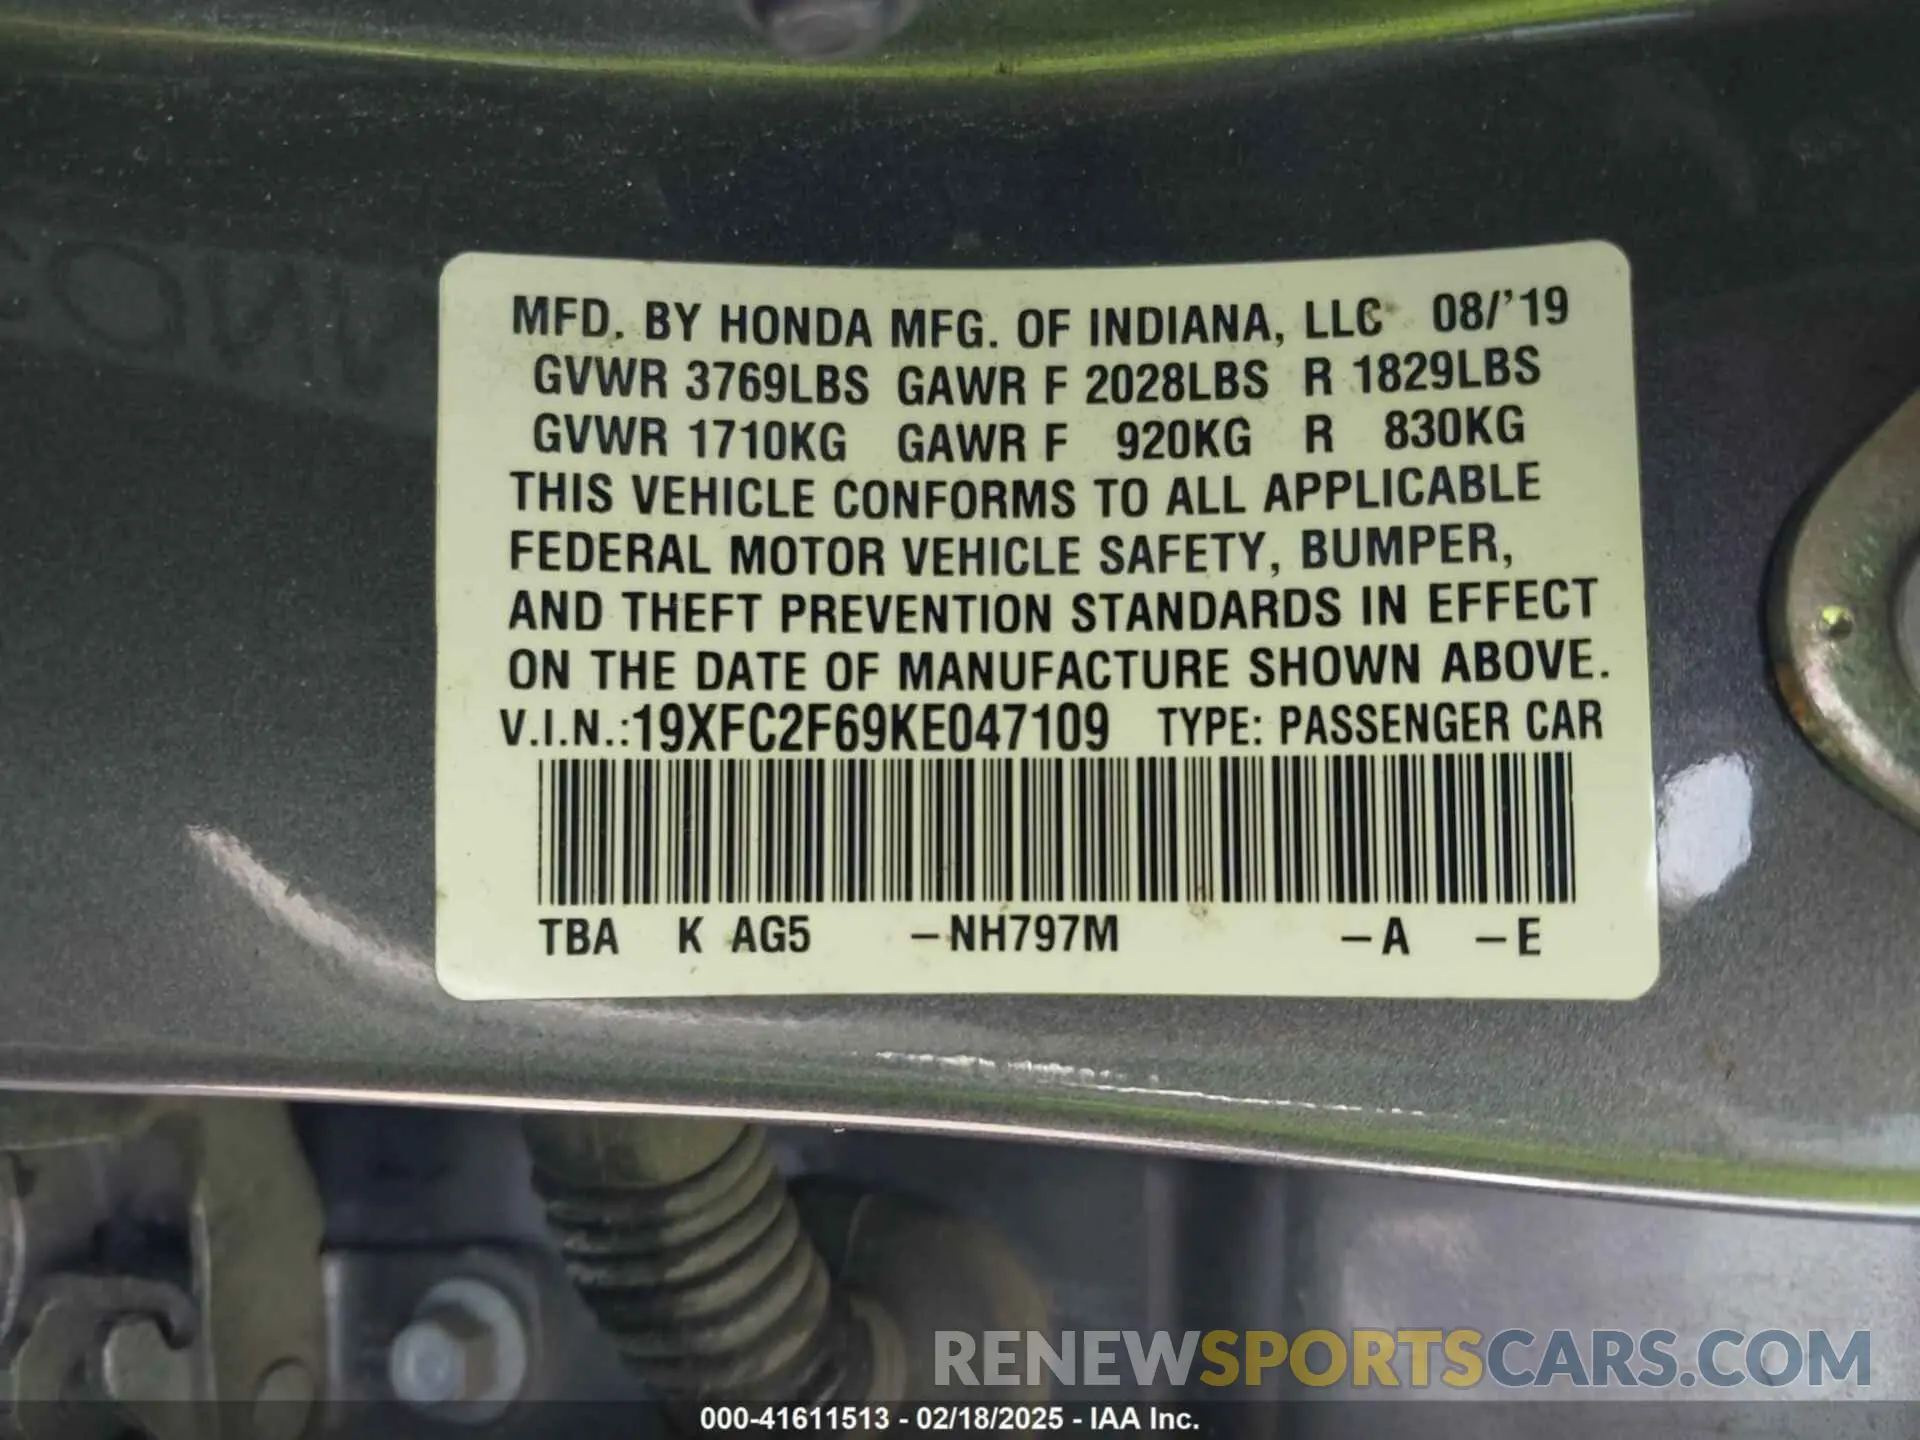 MFD. BY HONDA MFG. OF INDIANA, LLC 08/'19
GVWR 3769LBS GAWR F 2028LBS R 1829LBS
GVWR 1710KG GAWR F 920KG R 830KG
THIS VEHICLE CONFORMS TO ALL APPLICABLE
FEDERAL MOTOR VEHICLE SAFETY, BUMPER,
AND THEFT PREVENTION STANDARDS IN EFFECT
ON THE DATE OF MANUFACTURE SHOWN ABOVE.
V.I.N.:19XFC2F69KE047109 TYPE: PASSENGER CAR
TBA K AG5 –NH797M –A –E
RENEWSPORTSCARS.COM
000-41611513 - 02/18/2025 - IAA Inc.